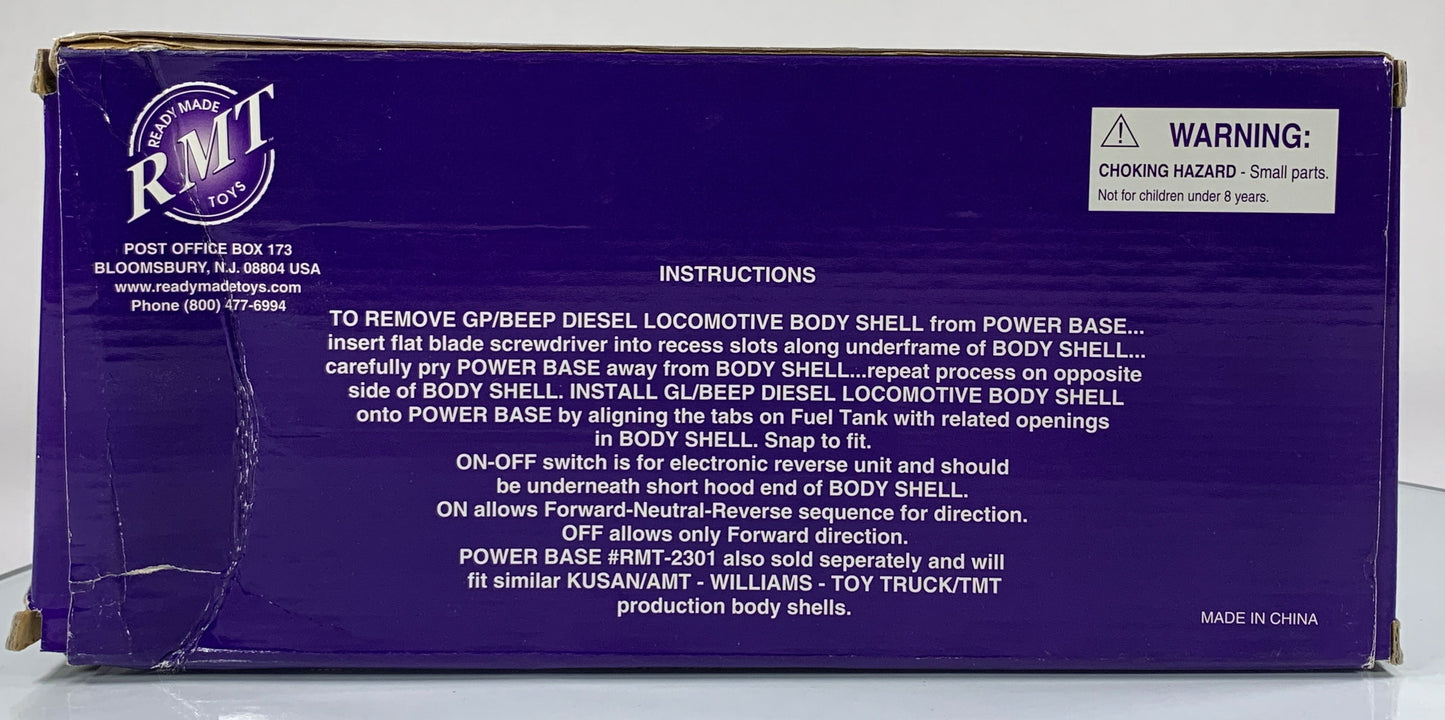 READY MADE
RMT
TOYS
POST OFFICE BOX 173
BLOOMSBURY, N.J. 08804 USA
www.readymadetoys.com
Phone (800) 477-6994
WARNING:
CHOKING HAZARD - Small parts.
Not for children under 8 years.
INSTRUCTIONS
TO REMOVE GP/BEEP DIESEL LOCOMOTIVE BODY SHELL from POWER BASE...
insert flat blade screwdriver into recess slots along underframe of BODY SHELL...
carefully pry POWER BASE away from BODY SHELL...repeat process on opposite
side of BODY SHELL. INSTALL GL/BEEP DIESEL LOCOMOTIVE BODY SHELL
onto POWER BASE by aligning the tabs on Fuel Tank with related openings
in BODY SHELL. Snap to fit.
ON-OFF switch is for electronic reverse unit and should
be underneath short hood end of BODY SHELL.
ON allows Forward-Neutral-Reverse sequence for direction.
OFF allows only Forward direction.
POWER BASE #RMT-2301 also sold seperately and will
fit similar KUSAN/AMT - WILLIAMS - TOY TRUCK/TMT
production body shells.
MADE IN CHINA